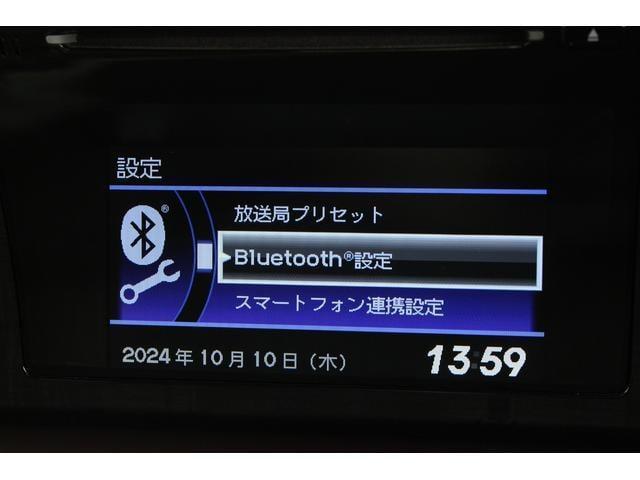 設定
放送局プリセット
Bluetooth®設定
スマートフォン連携設定
2024年10月10日（木）
13:59